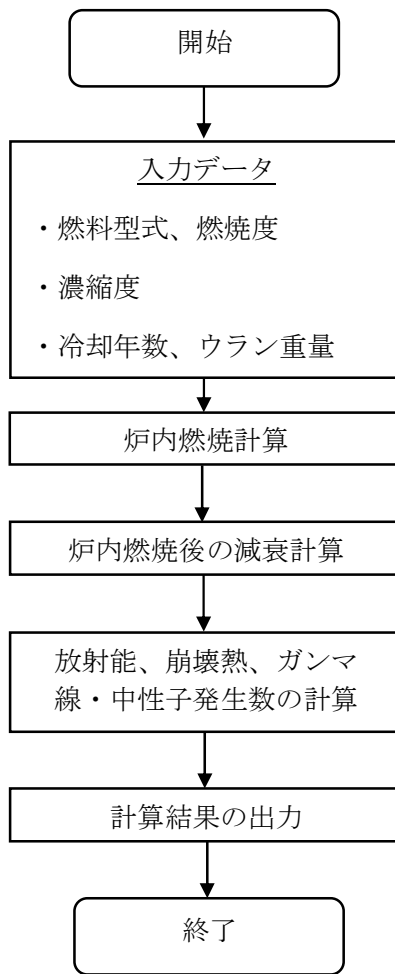 開始
入力データ
・燃料型式、燃焼度
・濃縮度
・冷却年数、ウラン重量
炉内燃焼計算
炉内燃焼後の減衰計算
放射能、崩壊熱、ガンマ
線・中性子発生数の計算
計算結果の出力
終了